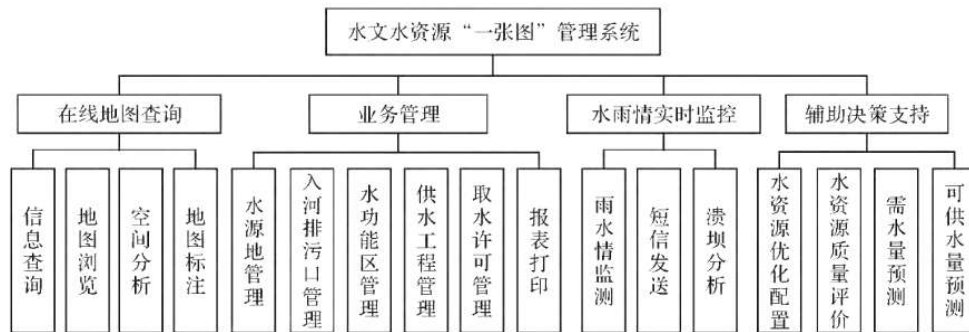 水文水资源“一张图”管理系统
在线地图查询
业务管理
水雨情实时监控
辅助决策支持
信息查询
地图浏览
空间分析
地图标注
水源地管理
入河排污口管理
水功能区管理
供水工程管理
取水许可管理
报表打印
雨水情监测
短信发送
溃坝分析
水资源优化配置
水资源质量评价
需水量预测
可供水量预测